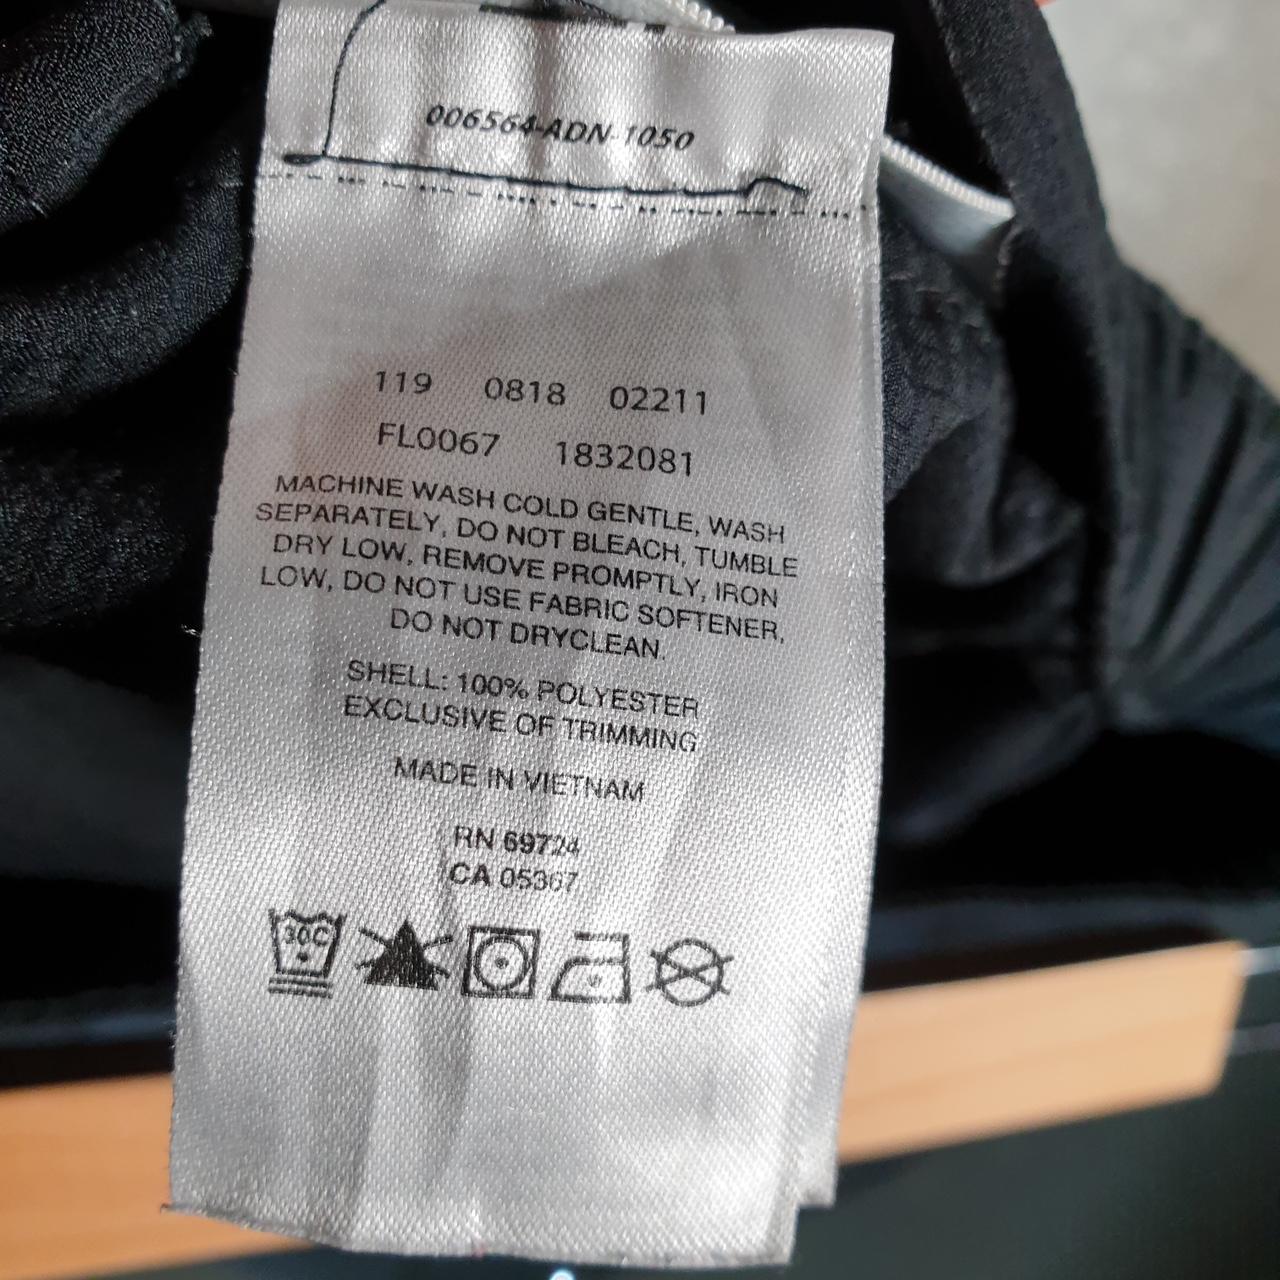 006564-ADN-1050
119 0818 02211
FL0067 1832081
MACHINE WASH COLD GENTLE, WASH
SEPARATELY, DO NOT BLEACH, TUMBLE
DRY LOW, REMOVE PROMPTLY, IRON
LOW, DO NOT USE FABRIC SOFTENER,
DO NOT DRYCLEAN.
SHELL: 100% POLYESTER
EXCLUSIVE OF TRIMMING
MADE IN VIETNAM
RN 69724
CA 05367
30C